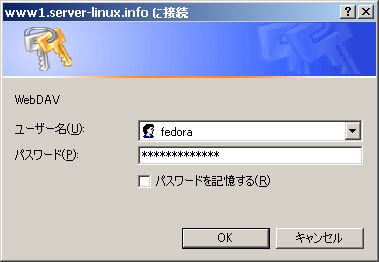 www1.server-linux.info に接続
WebDAV
ユーザー名(U):
fedora
パスワード(P):
*************
パスワードを記憶する(R)
OK
キャンセル